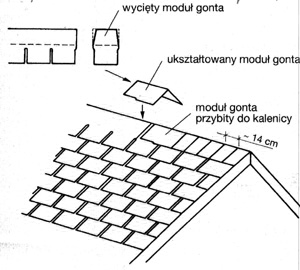 wycięty moduł gonta
ukształtowany moduł gonta
moduł gonta
przybity do kalenicy
~ 14 cm